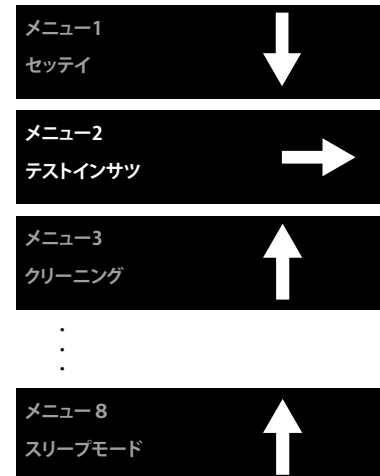 メニュー1
セッテイ
メニュー2
テストインサツ
メニュー3
クリーニング
メニュー 8
スリープモード